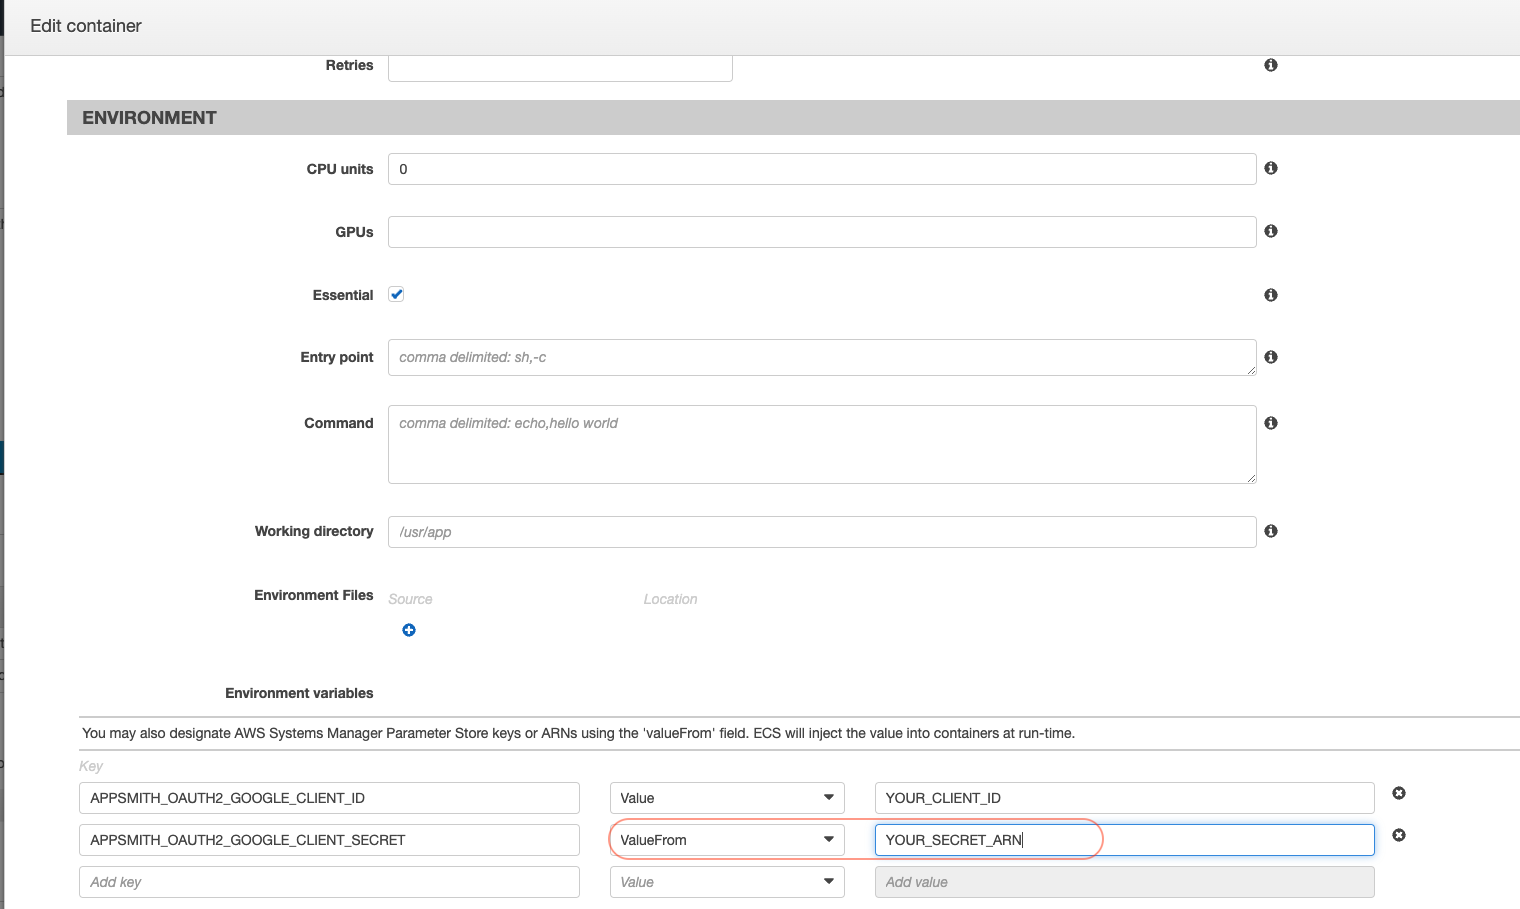 Edit container
Retries
ENVIRONMENT
CPU units 0
GPUs
Essential
Entry point comma delimited: sh,-c
Command comma delimited: echo,hello world
Working directory /usr/app
Environment Files Source Location
Environment variables
You may also designate AWS Systems Manager Parameter Store keys or ARNs using the 'valueFrom' field. ECS will inject the value into containers at run-time.
Key
APPSMITH_OAUTH2_GOOGLE_CLIENT_ID Value YOUR_CLIENT_ID
APPSMITH_OAUTH2_GOOGLE_CLIENT_SECRET ValueFrom YOUR_SECRET_ARN
Add key Value Add value